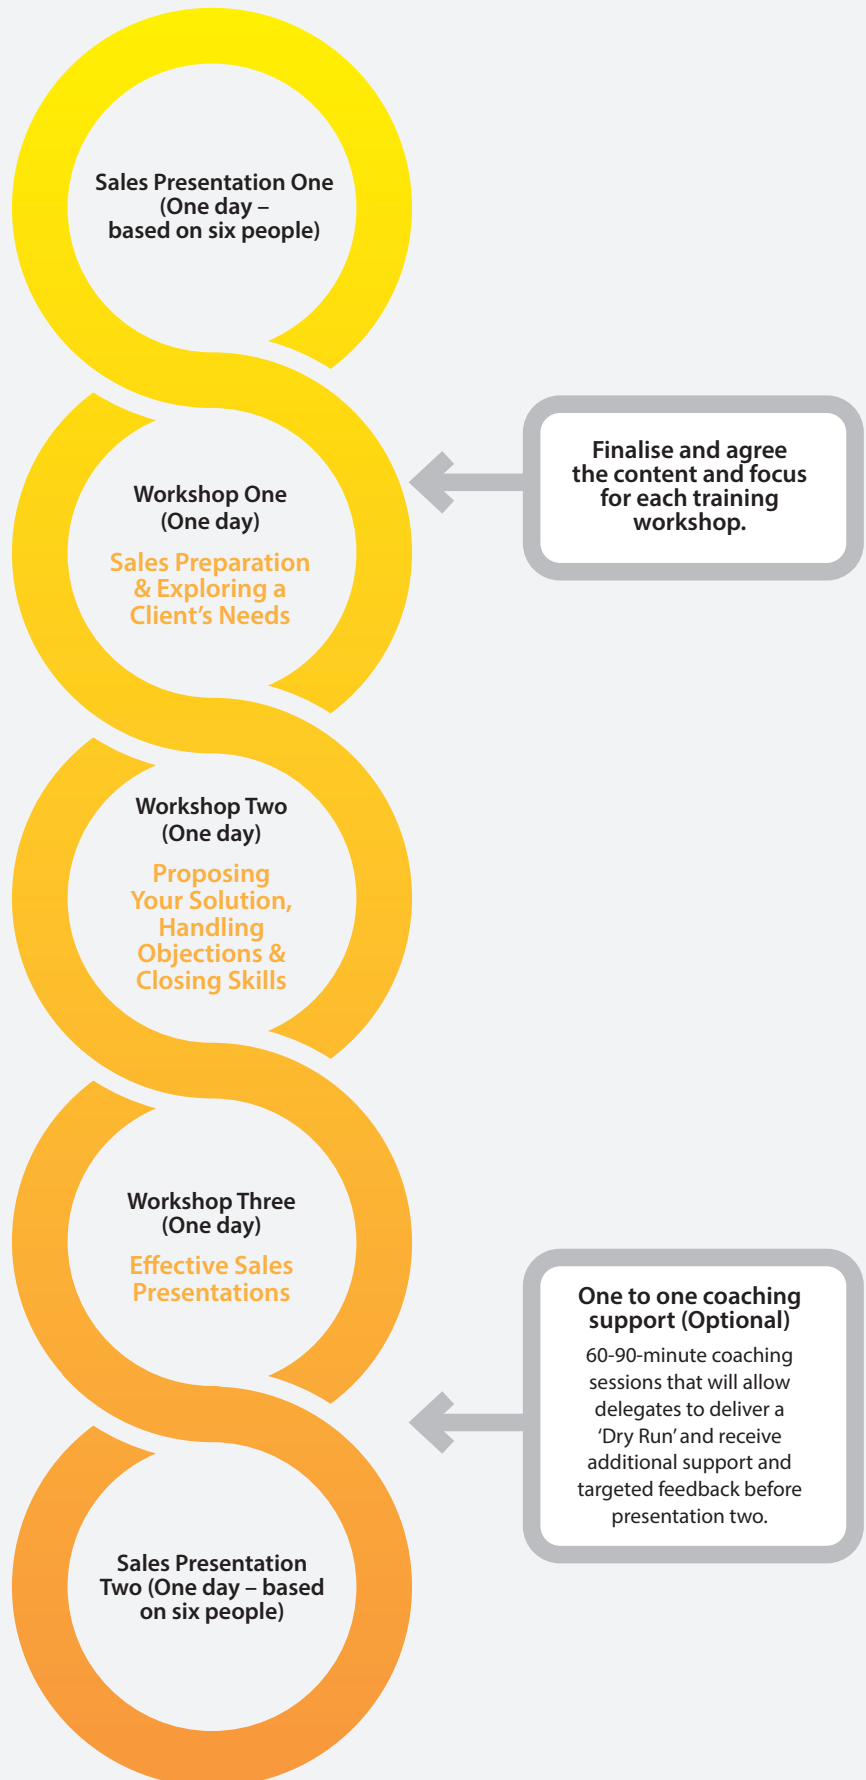 Sales Presentation One
(One day –
based on six people)
Workshop One
(One day)
Sales Preparation
& Exploring a
Client’s Needs
Finalise and agree
the content and focus
for each training
workshop.
Workshop Two
(One day)
Proposing
Your Solution,
Handling
Objections &
Closing Skills
Workshop Three
(One day)
Effective Sales
Presentations
One to one coaching
support (Optional)
60-90-minute coaching
sessions that will allow
delegates to deliver a
‘Dry Run’ and receive
additional support and
targeted feedback before
presentation two.
Sales Presentation
Two (One day – based
on six people)